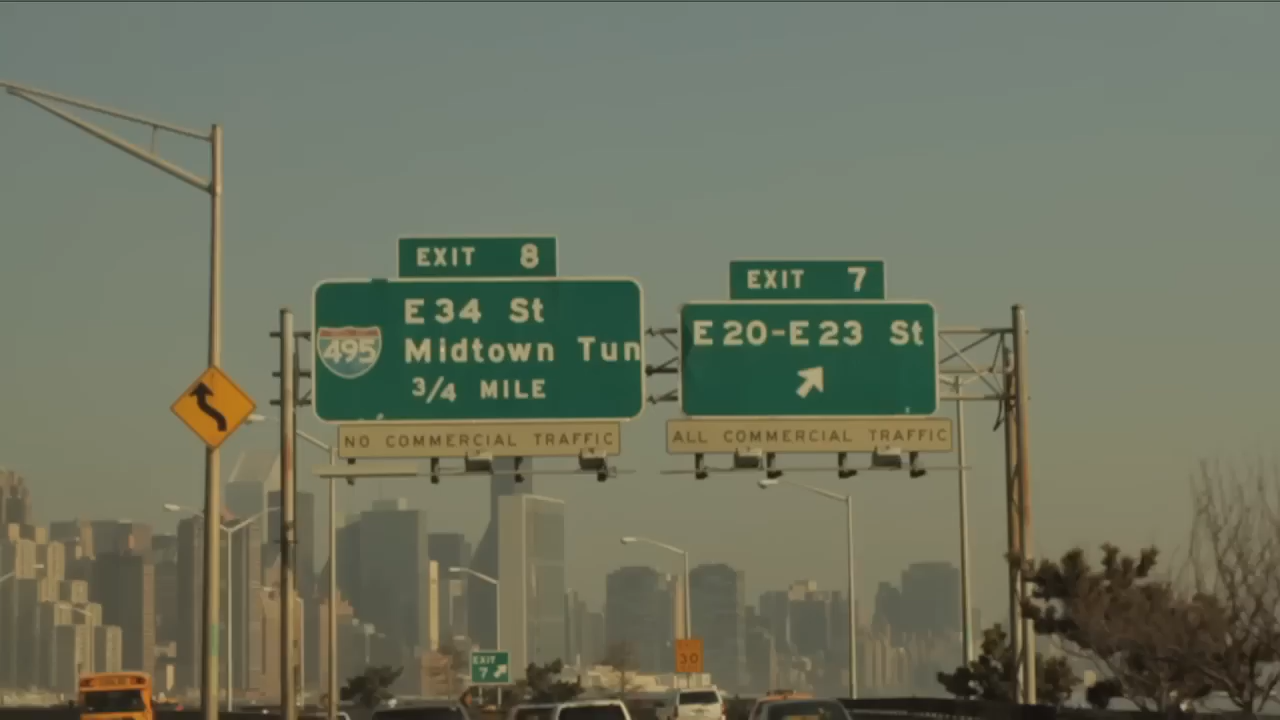 EXIT 8
E 34 St
495
Midtown Tun
3/4 MILE
NO COMMERCIAL TRAFFIC
EXIT 7
E 20-E 23 St
ALL COMMERCIAL TRAFFIC
EXIT
7
30